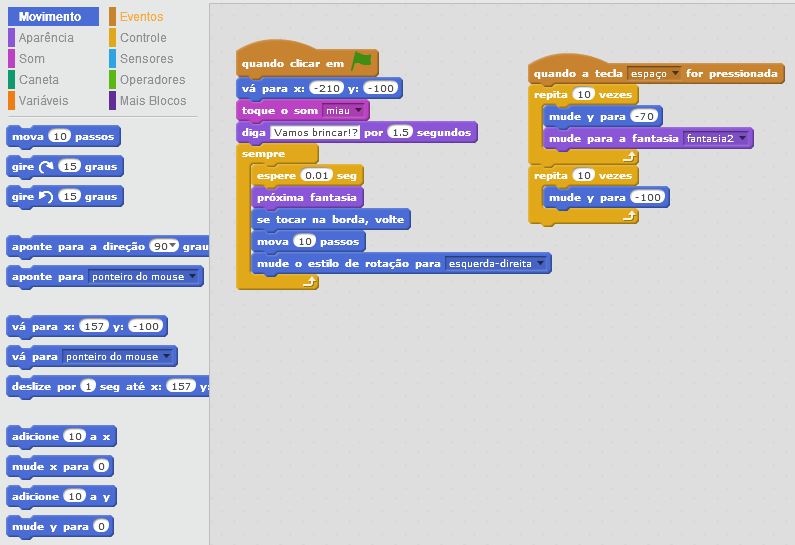 Movimento
Eventos
Aparência
Controle
Som
Sensores
Caneta
Operadores
Variáveis
Mais Blocos
mova 10 passos
gire 15 graus
gire 15 graus
aponte para a direção 90 grau
aponte para ponteiro do mouse
vá para x: 157 y: -100
vá para ponteiro do mouse
deslize por 1 seg até x: 157 y:
adicione 10 a x
mude x para 0
adicione 10 a y
mude y para 0
quando clicar em
vá para x: -210 y: -100
toque o som miau
diga Vamos brincar!? por 1.5 segundos
sempre
espere 0.01 seg
próxima fantasia
se tocar na borda, volte
mova 10 passos
mude o estilo de rotação para esquerda-direita
quando a tecla espaço for pressionada
repita 10 vezes
mude y para -70
mude para a fantasia fantasia2
repita 10 vezes
mude y para -100